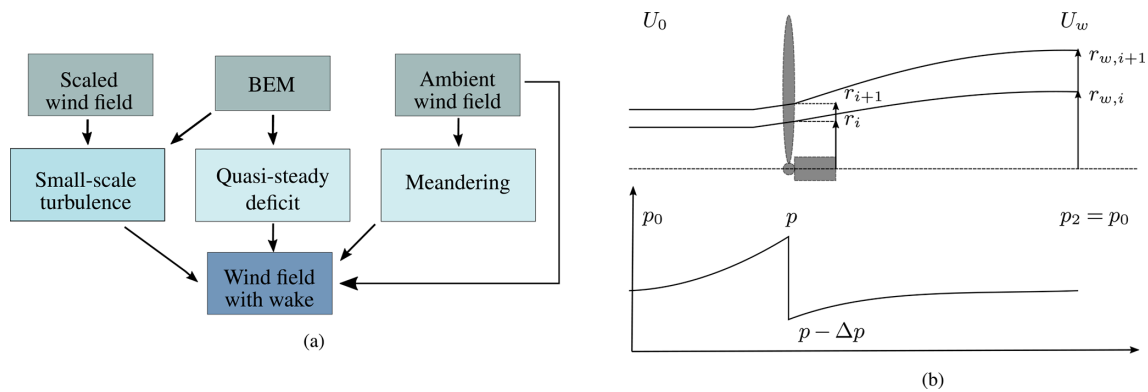 Scaled
wind field
BEM
Ambient
wind field
Small-scale
turbulence
Quasi-steady
deficit
Meandering
Wind field
with wake
(a)
U_0
U_w
r_{w,i+1}
r_{i+1}
r_{w,i}
r_i
p_0
p
p_2 = p_0
p − Δp
(b)